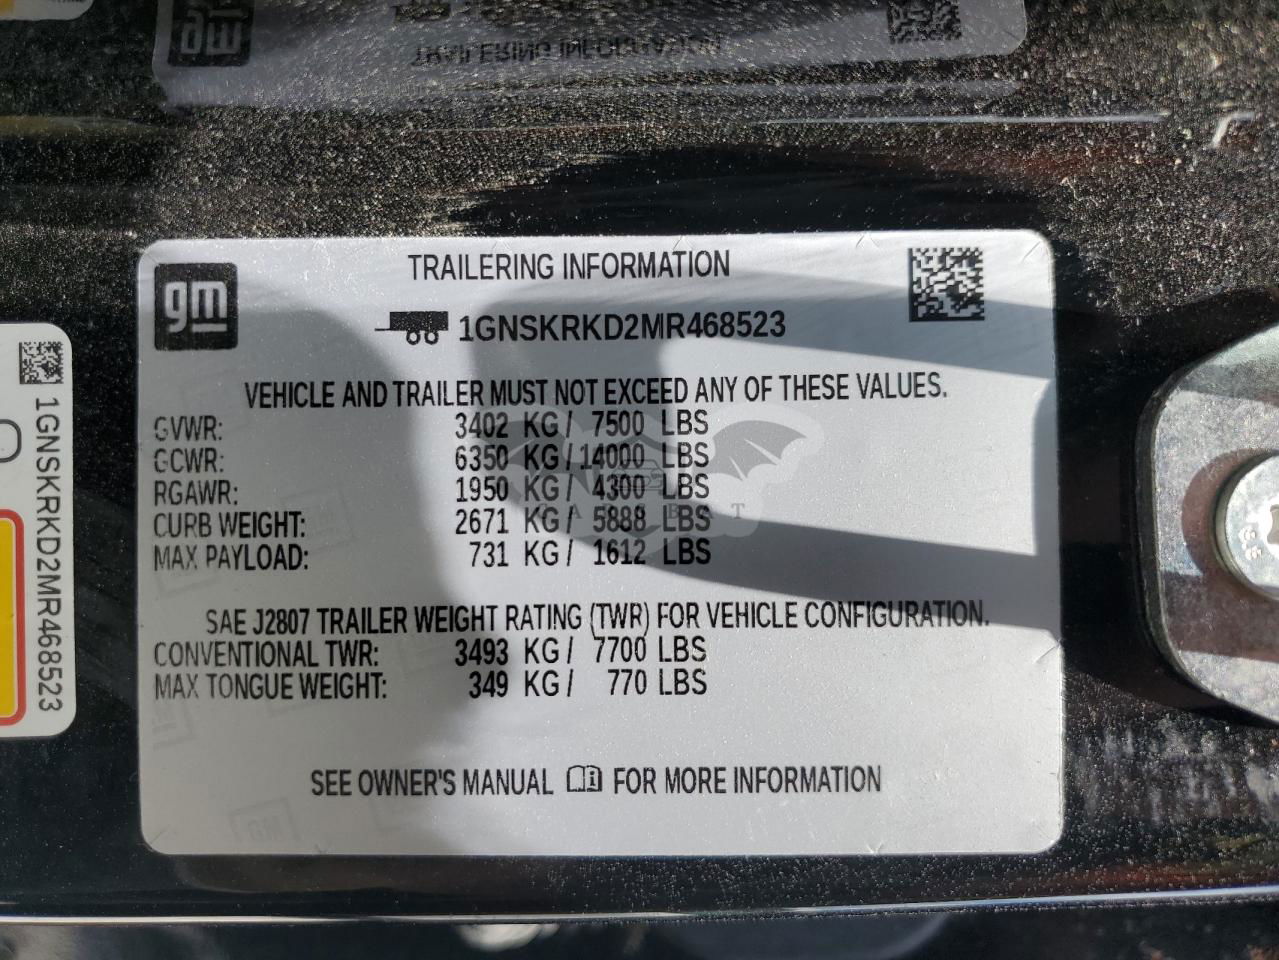 TRAILERING INFORMATION
gm
TRAILERING INFORMATION
1GNSKRKD2MR468523
VEHICLE AND TRAILER MUST NOT EXCEED ANY OF THESE VALUES.
GVWR: 3402 KG / 7500 LBS
GCWR: 6350 KG / 14000 LBS
RGAWR: 1950 KG / 4300 LBS
CURB WEIGHT: 2671 KG / 5888 LBS
MAX PAYLOAD: 731 KG / 1612 LBS
SAE J2807 TRAILER WEIGHT RATING (TWR) FOR VEHICLE CONFIGURATION.
CONVENTIONAL TWR: 3493 KG / 7700 LBS
MAX TONGUE WEIGHT: 349 KG / 770 LBS
SEE OWNER'S MANUAL FOR MORE INFORMATION
1GNSKRKD2MR468523